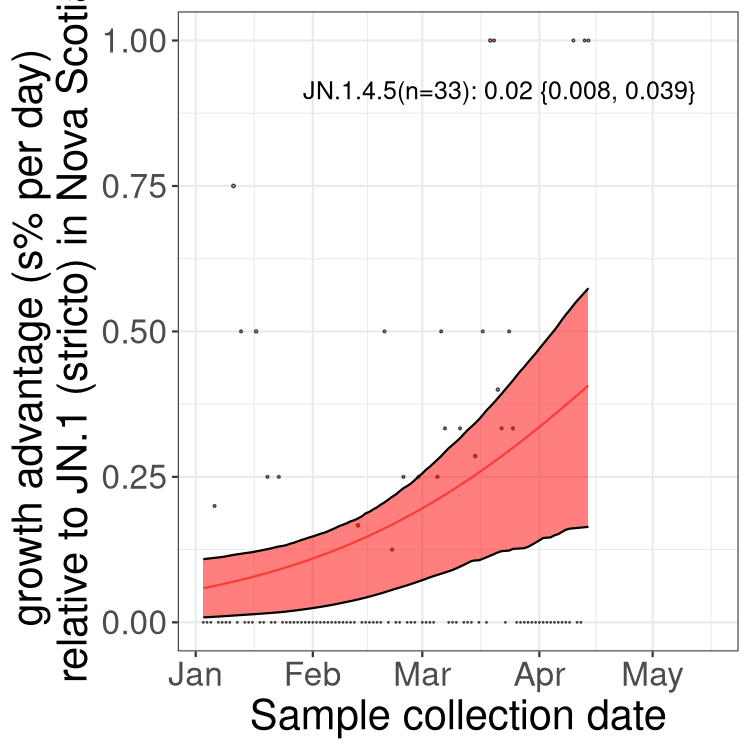 growth advantage (s% per day)
relative to JN.1 (stricto) in Nova Scotia
1.00
0.75
0.50
0.25
0.00
JN.1.4.5(n=33): 0.02 {0.008, 0.039}
Jan Feb Mar Apr May
Sample collection date